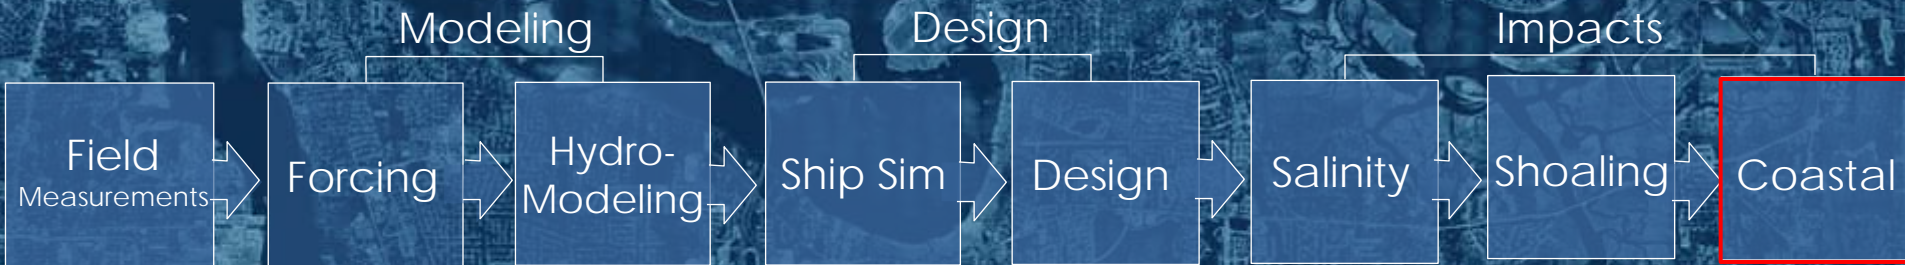 Modeling
Design
Impacts
Field
Measurements
Forcing
Hydro-
Modeling
Ship Sim
Design
Salinity
Shoaling
Coastal